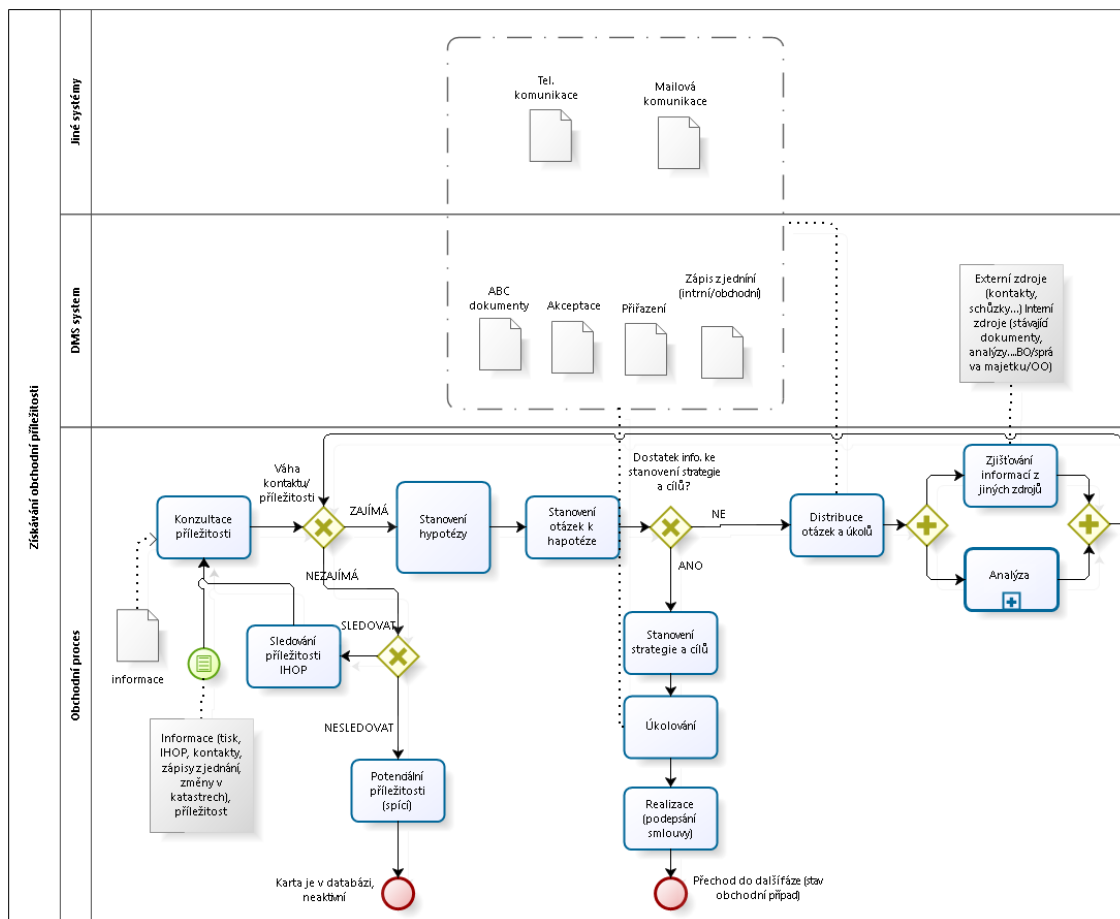 Získávání obchodní příležitosti
Jiné systémy
Tel.
komunikace
Mailová
komunikace
DMS system
ABC
dokumenty
Akceptace
Přiřazení
Zápis z jedníní
(intrní/obchodní)
Externí zdroje
(kontakty,
schůzky...) Interní
zdroje (stávající
dokumenty,
analýzy....BO/sprá
va majetku/OO)
Obchodní proces
Váha
kontaktu/
příležitosti
Dostatek info. ke
stanovení strategie
a cílů?
Konzultace
příležitosti
ZAJÍMÁ
Stanovení
hypotézy
Stanovení
otázek k
hapotéze
NE
Distribuce
otázek a úkolů
Zjišťování
informací z
jiných zdrojů
Analýza
NEZAJÍMÁ
ANO
informace
Sledování
příležitosti
IHOP
SLEDOVAT
Stanovení
strategie a cílů
NESLEDOVAT
Úkolování
Informace (tisk,
IHOP, kontakty,
zápisy z jednání,
změny v
katastrech),
příležitost
Potenciální
příležitosti
(spící)
Realizace
(podepsání
smlouvy)
Karta je v databázi,
neaktivní
Přechod do další fáze (stav
obchodní případ)